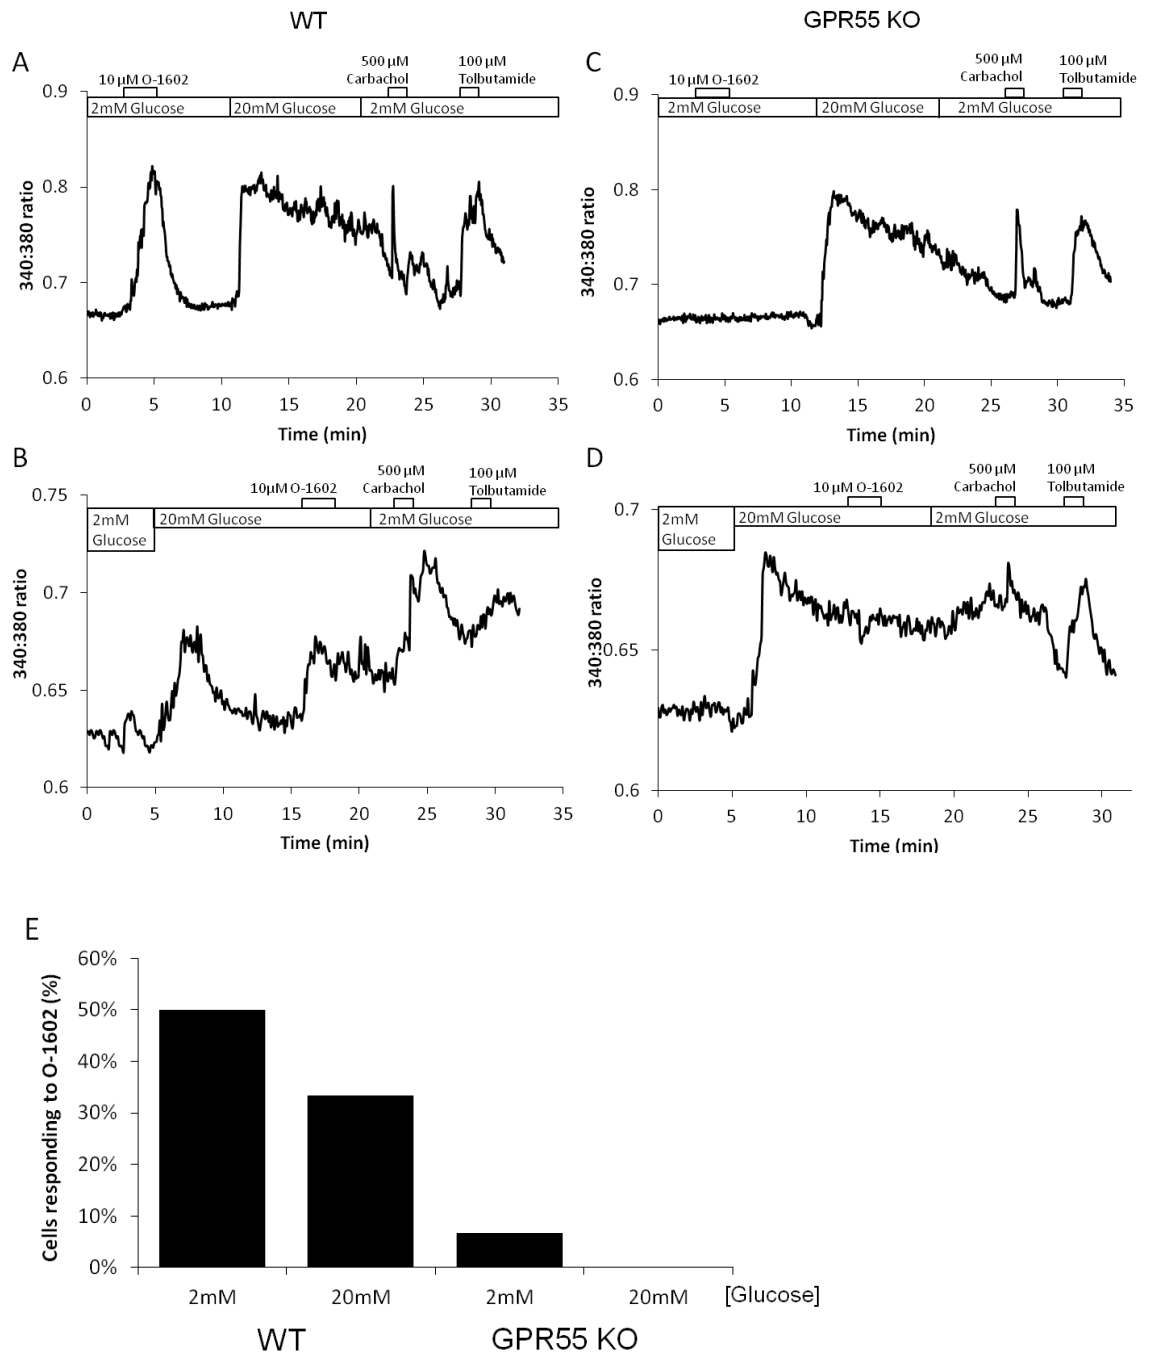 WT
GPR55 KO
A
500 µM
Carbachol
100 µM
Tolbutamide
10 µM O-1602
2mM Glucose
20mM Glucose
2mM Glucose
0.9
0.8
0.7
0.6
340:380 ratio
0
5
10
15
20
25
30
35
Time (min)
C
500 µM
Carbachol
100 µM
Tolbutamide
10 µM O-1602
2mM Glucose
20mM Glucose
2mM Glucose
0.9
0.8
0.7
0.6
340:380 ratio
0
5
10
15
20
25
30
35
Time (min)
B
500 µM
Carbachol
100 µM
Tolbutamide
10µM O-1602
2mM
Glucose
20mM Glucose
2mM Glucose
0.75
0.7
0.65
0.6
340:380 ratio
0
5
10
15
20
25
30
35
Time (min)
D
500 µM
Carbachol
100 µM
Tolbutamide
10 µM O-1602
2mM
Glucose
20mM Glucose
2mM Glucose
0.7
0.65
0.6
340:380 ratio
0
5
10
15
20
25
30
Time (min)
E
60%
50%
40%
30%
20%
10%
0%
Cells responding to O-1602 (%)
2mM
20mM
2mM
20mM
[Glucose]
WT
GPR55 KO